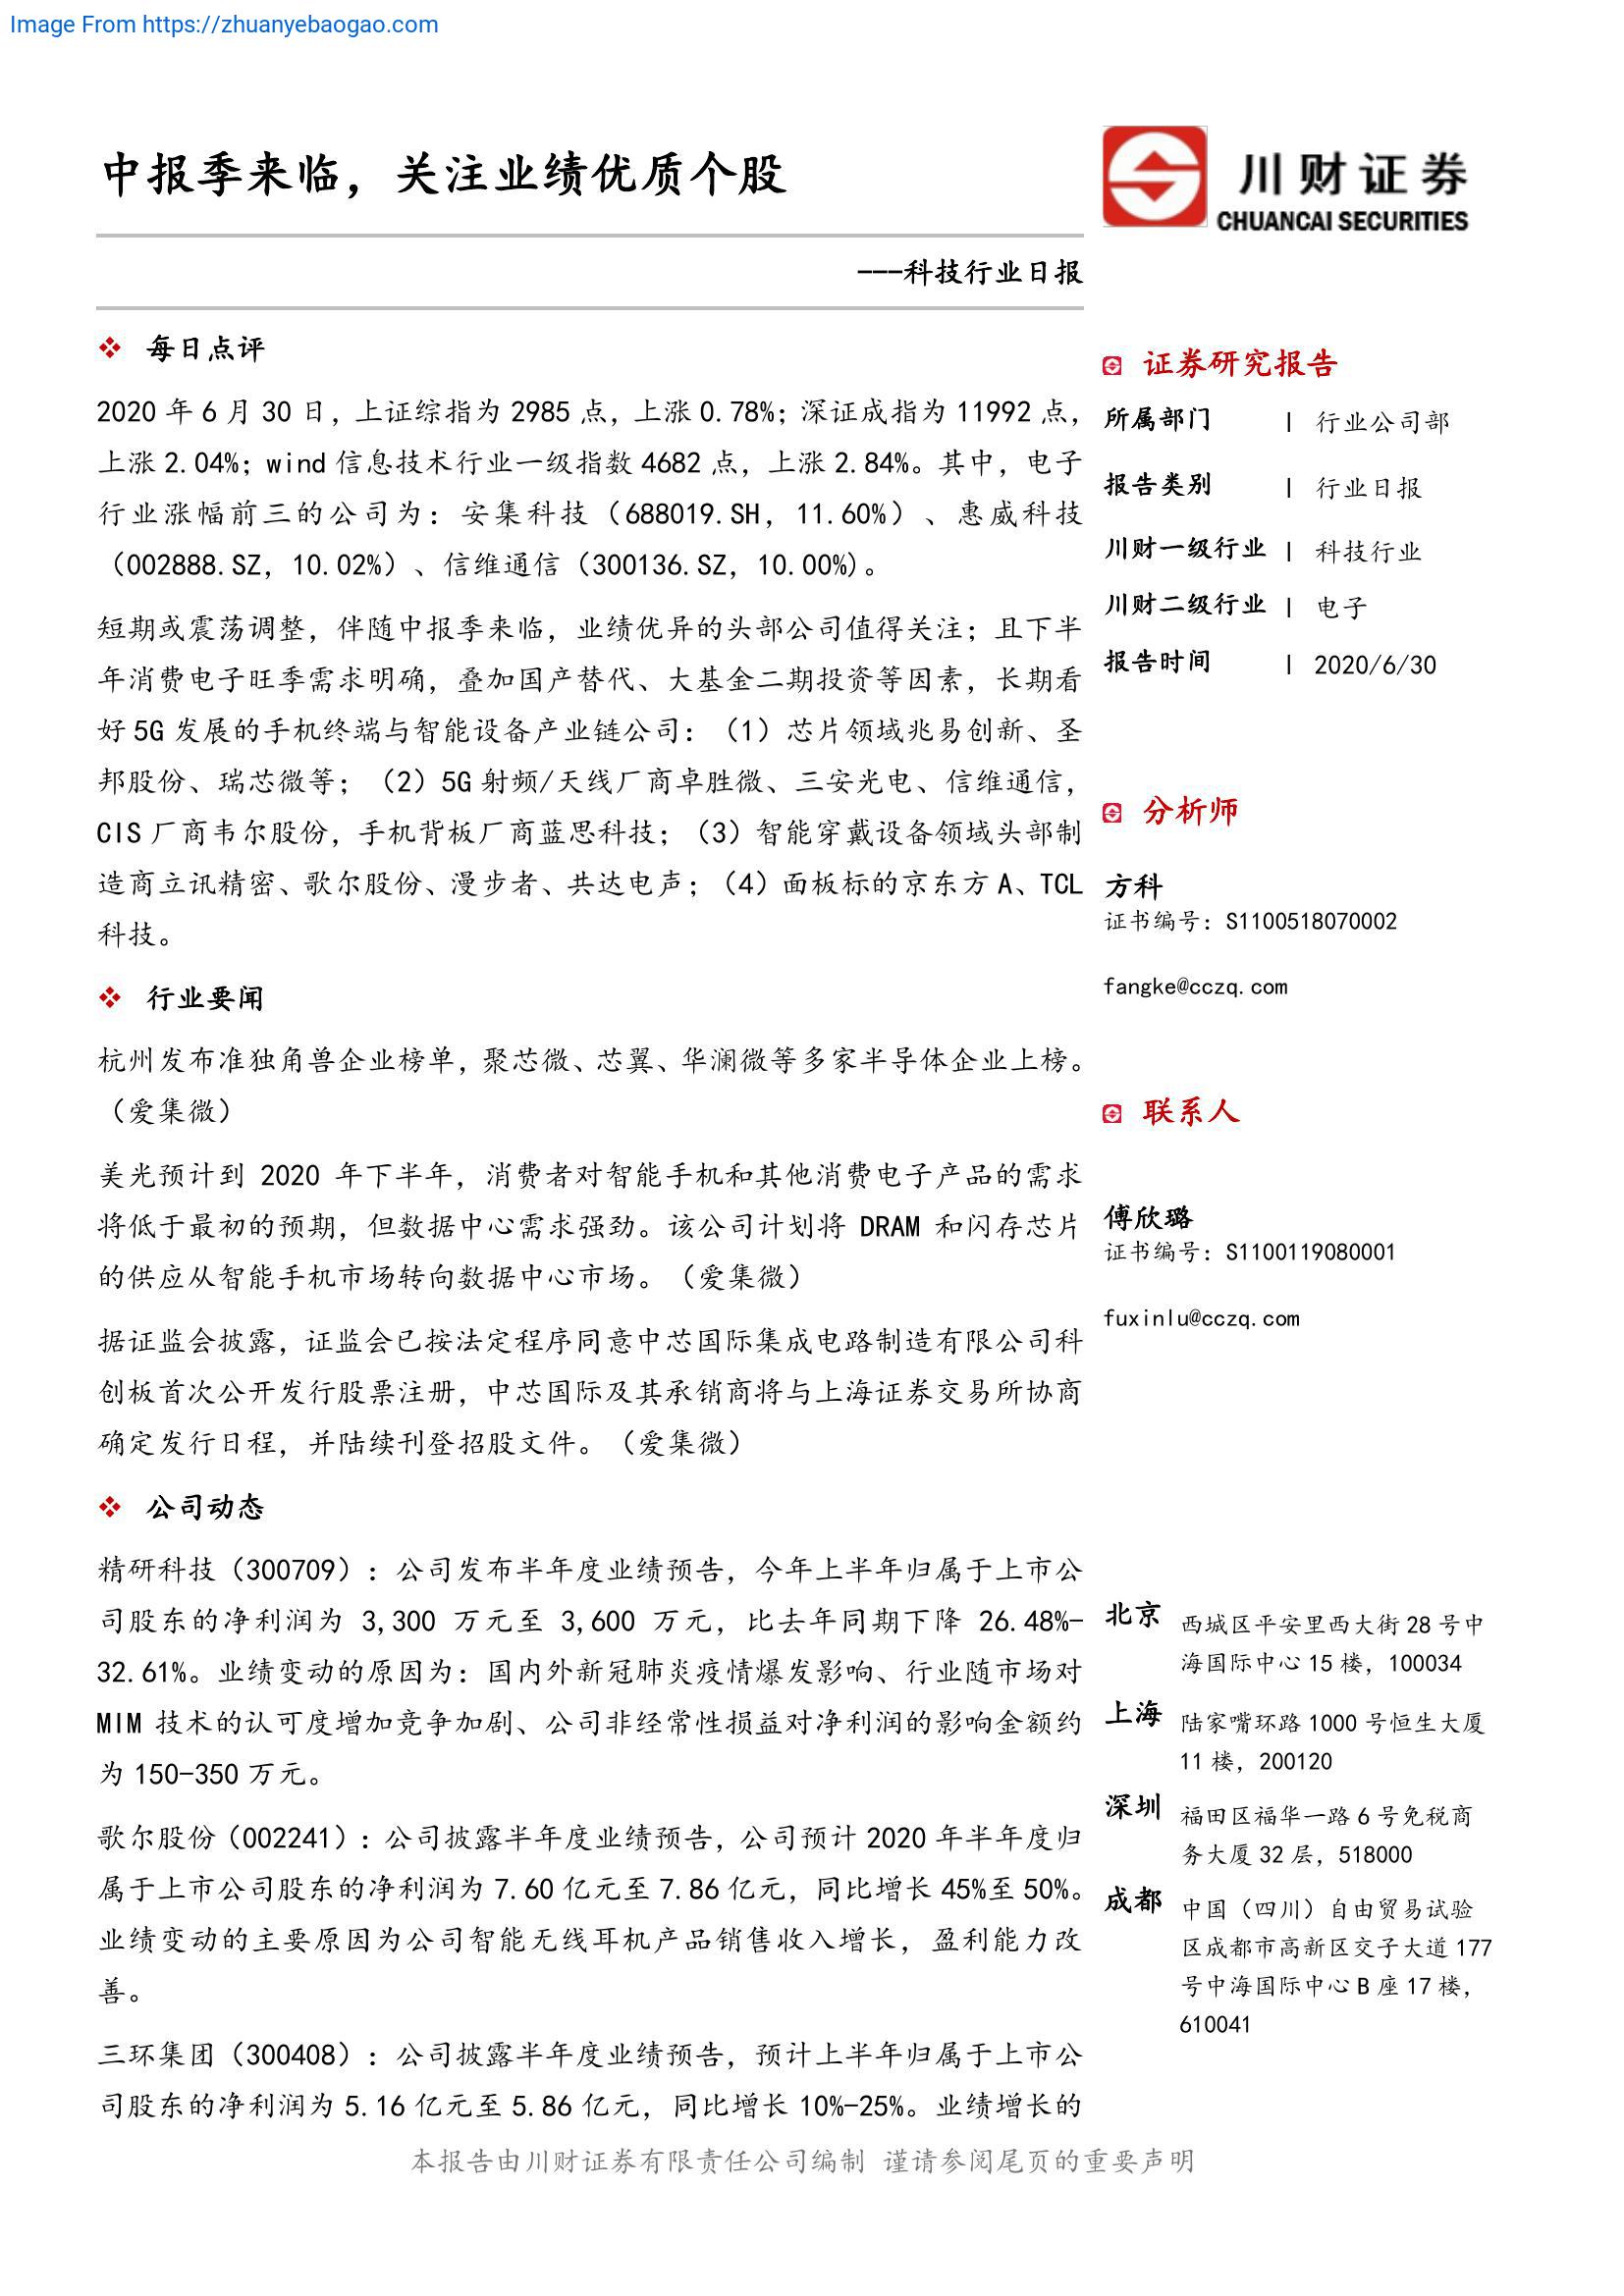 Image From https://zhuanyebaogao.com
中报季来临，关注业绩优质个股
川财证券
CHUANCAI SECURITIES
---科技行业日报
每日点评
2020 年 6 月 30 日，上证综指为 2985 点，上涨 0.78%；深证成指为 11992 点，
上涨 2.04%；wind 信息技术行业一级指数 4682 点，上涨 2.84%。其中，电子
行业涨幅前三的公司为：安集科技（688019.SH，11.60%）、惠威科技
（002888.SZ，10.02%）、信维通信（300136.SZ，10.00%)。
短期或震荡调整，伴随中报季来临，业绩优异的头部公司值得关注；且下半
年消费电子旺季需求明确，叠加国产替代、大基金二期投资等因素，长期看
好 5G 发展的手机终端与智能设备产业链公司：（1）芯片领域兆易创新、圣
邦股份、瑞芯微等；（2）5G 射频/天线厂商卓胜微、三安光电、信维通信，
CIS 厂商韦尔股份，手机背板厂商蓝思科技；（3）智能穿戴设备领域头部制
造商立讯精密、歌尔股份、漫步者、共达电声；（4）面板标的京东方 A、TCL
科技。
行业要闻
杭州发布准独角兽企业榜单，聚芯微、芯翼、华澜微等多家半导体企业上榜。
（爱集微）
美光预计到 2020 年下半年，消费者对智能手机和其他消费电子产品的需求
将低于最初的预期，但数据中心需求强劲。该公司计划将 DRAM 和闪存芯片
的供应从智能手机市场转向数据中心市场。（爱集微）
据证监会披露，证监会已按法定程序同意中芯国际集成电路制造有限公司科
创板首次公开发行股票注册，中芯国际及其承销商将与上海证券交易所协商
确定发行日程，并陆续刊登招股文件。（爱集微）
公司动态
精研科技（300709）：公司发布半年度业绩预告，今年上半年归属于上市公
司股东的净利润为 3,300 万元至 3,600 万元，比去年同期下降 26.48%-
32.61%。业绩变动的原因为：国内外新冠肺炎疫情爆发影响、行业随市场对
MIM 技术的认可度增加竞争加剧、公司非经常性损益对净利润的影响金额约
为 150-350 万元。
歌尔股份（002241）：公司披露半年度业绩预告，公司预计 2020 年半年度归
属于上市公司股东的净利润为 7.60 亿元至 7.86 亿元，同比增长 45%至 50%。
业绩变动的主要原因为公司智能无线耳机产品销售收入增长，盈利能力改
善。
三环集团（300408）：公司披露半年度业绩预告，预计上半年归属于上市公
司股东的净利润为 5.16 亿元至 5.86 亿元，同比增长 10%-25%。业绩增长的
证券研究报告
所属部门 | 行业公司部
报告类别 | 行业日报
川财一级行业 | 科技行业
川财二级行业 | 电子
报告时间 | 2020/6/30
分析师
方科
证书编号：S1100518070002
fangke@cczq.com
联系人
傅欣璐
证书编号：S1100119080001
fuxinlu@cczq.com
北京 西城区平安里西大街 28 号中
海国际中心 15 楼，100034
上海 陆家嘴环路 1000 号恒生大厦
11 楼，200120
深圳 福田区福华一路 6 号免税商
务大厦 32 层，518000
成都 中国（四川）自由贸易试验
区成都市高新区交子大道 177
号中海国际中心 B 座 17 楼，
610041
本报告由川财证券有限责任公司编制 谨请参阅尾页的重要声明